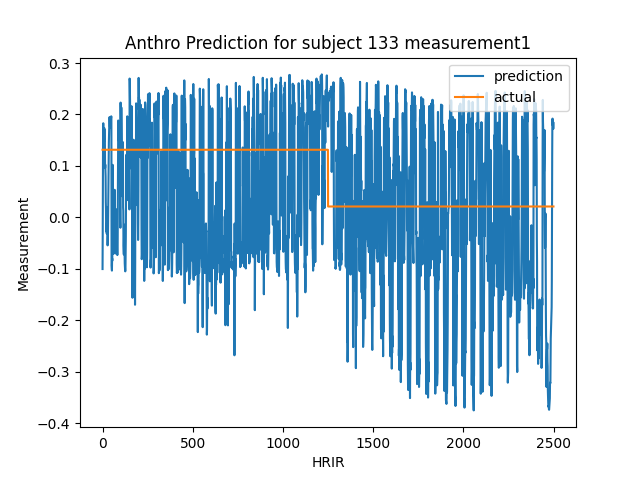 Anthro Prediction for subject 133 measurement1
prediction
actual
0.3
0.2
0.1
0.0
−0.1
−0.2
−0.3
−0.4
Measurement
0
500
1000
1500
2000
2500
HRIR